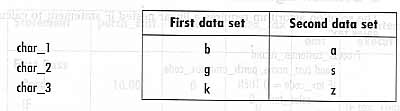 First data set Second data set
char_1 b a
char_2 g s
char_3 k z